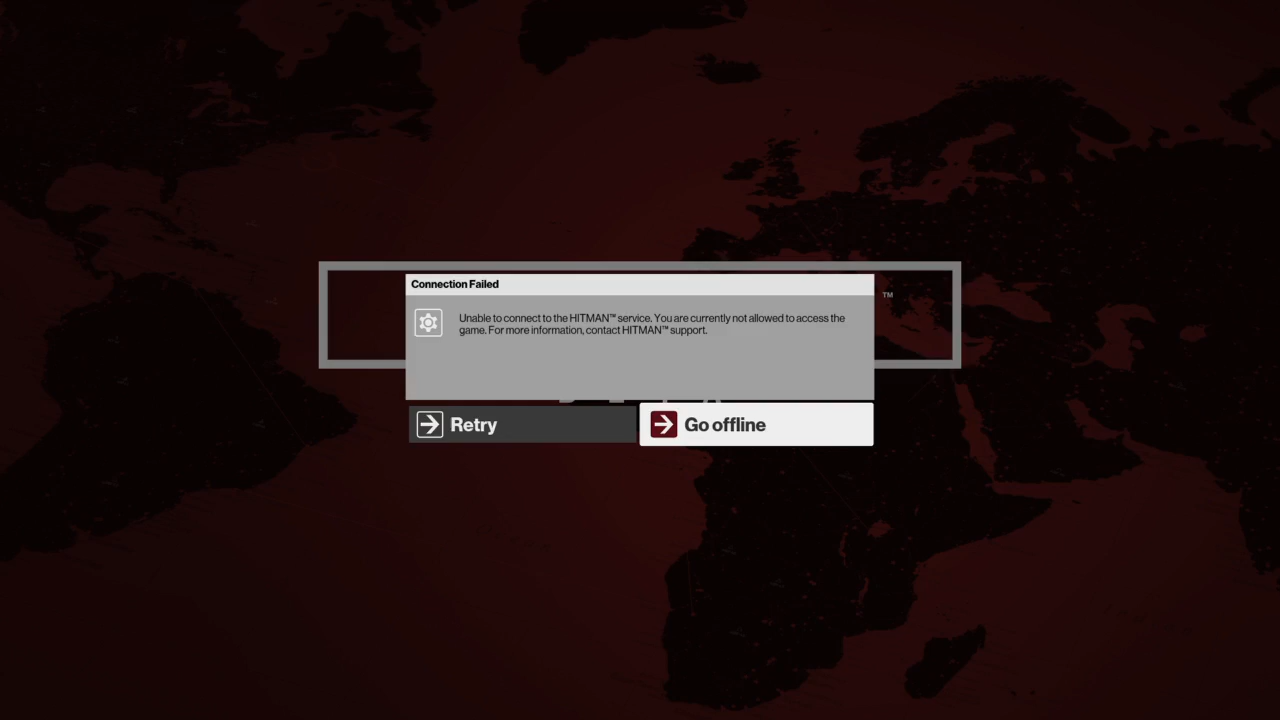 Connection Failed
TM
Unable to connect to the HITMAN™ service. You are currently not allowed to access the
game. For more information, contact HITMAN™ support.
Retry
Go offline